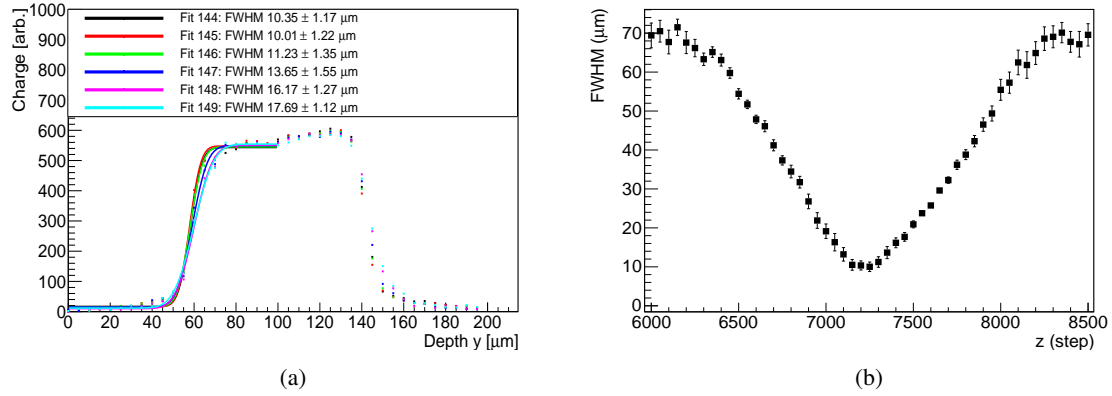 Charge [arb.]
1000
900
800
700
600
500
400
300
200
100
0
Fit 144: FWHM 10.35 ± 1.17 μm
Fit 145: FWHM 10.01 ± 1.22 μm
Fit 146: FWHM 11.23 ± 1.35 μm
Fit 147: FWHM 13.65 ± 1.55 μm
Fit 148: FWHM 16.17 ± 1.27 μm
Fit 149: FWHM 17.69 ± 1.12 μm
0 20 40 60 80 100 120 140 160 180 200
Depth y [μm]
(a)
FWHM (μm)
70
60
50
40
30
20
10
0
6000 6500 7000 7500 8000 8500
z (step)
(b)